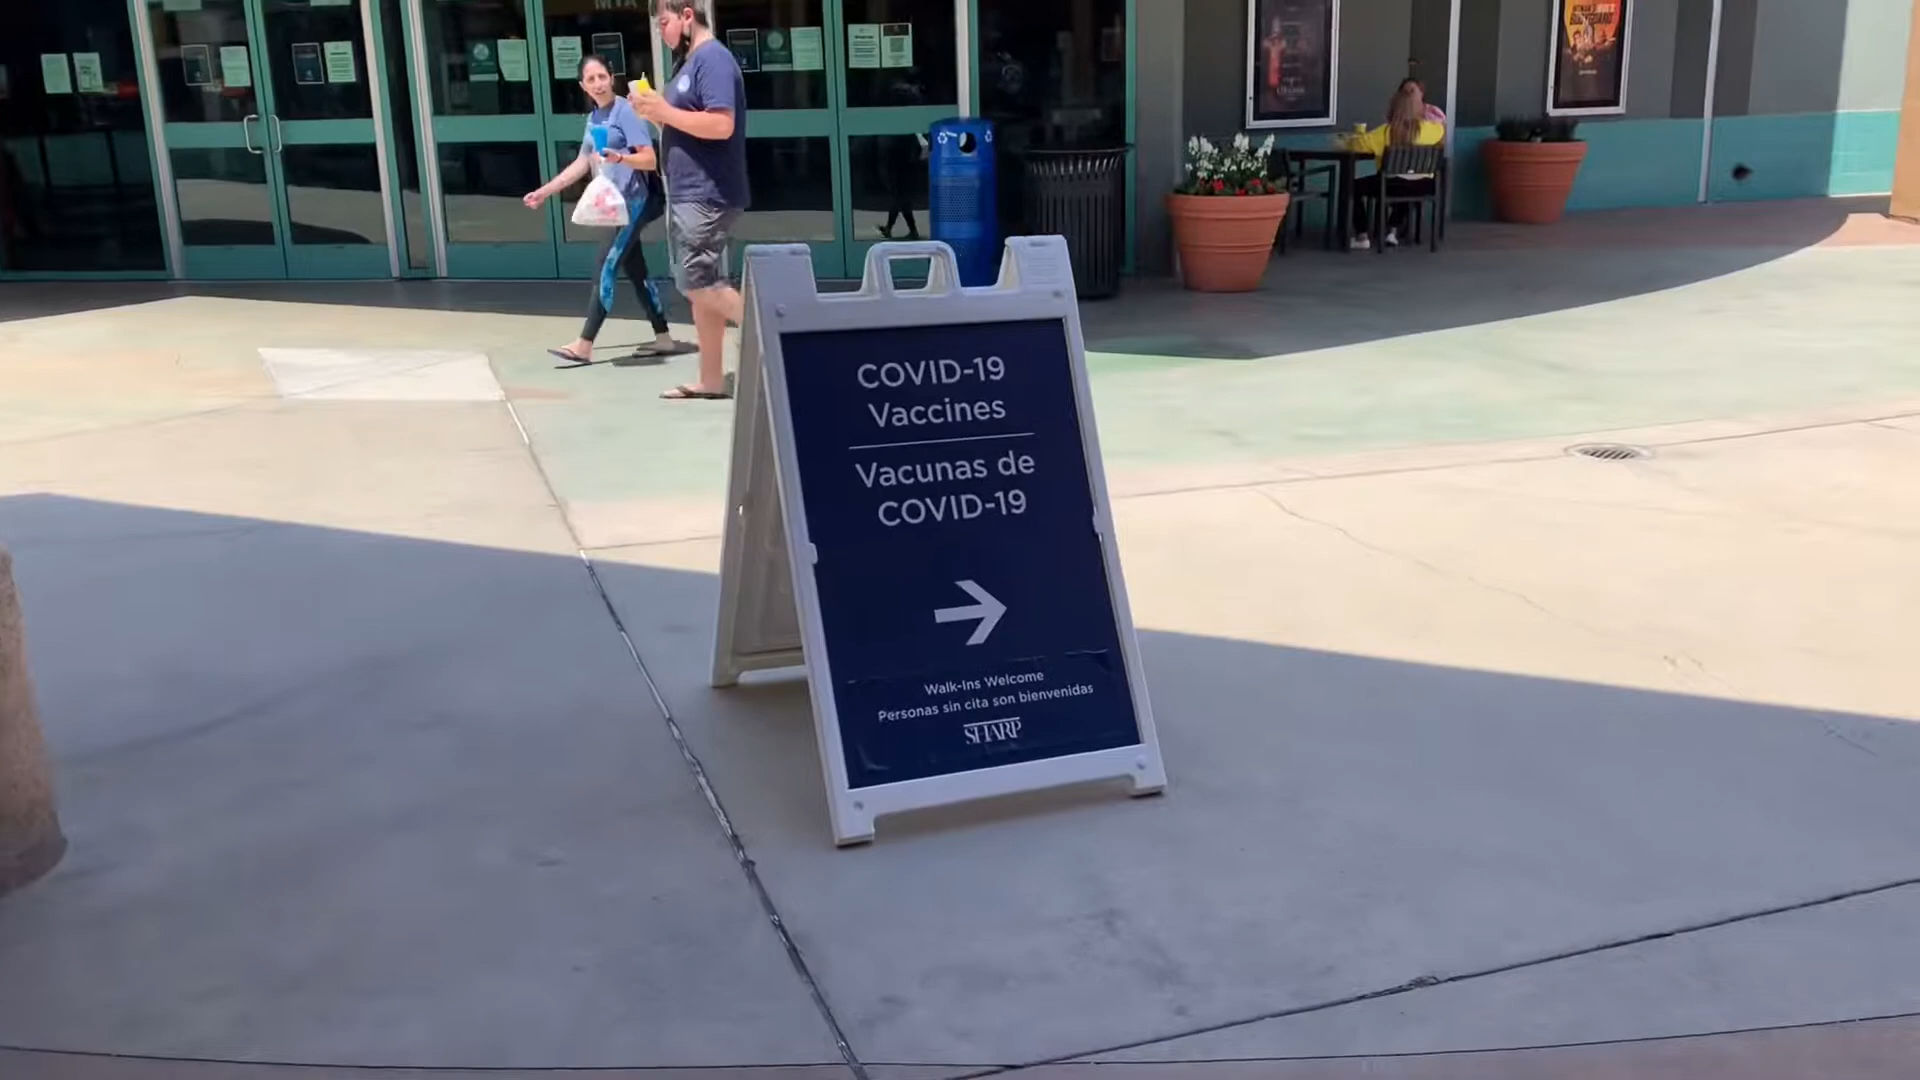 COVID-19
Vaccines
Vacunas de
COVID-19
Walk-Ins Welcome
Personas sin cita son bienvenidas
SHARP